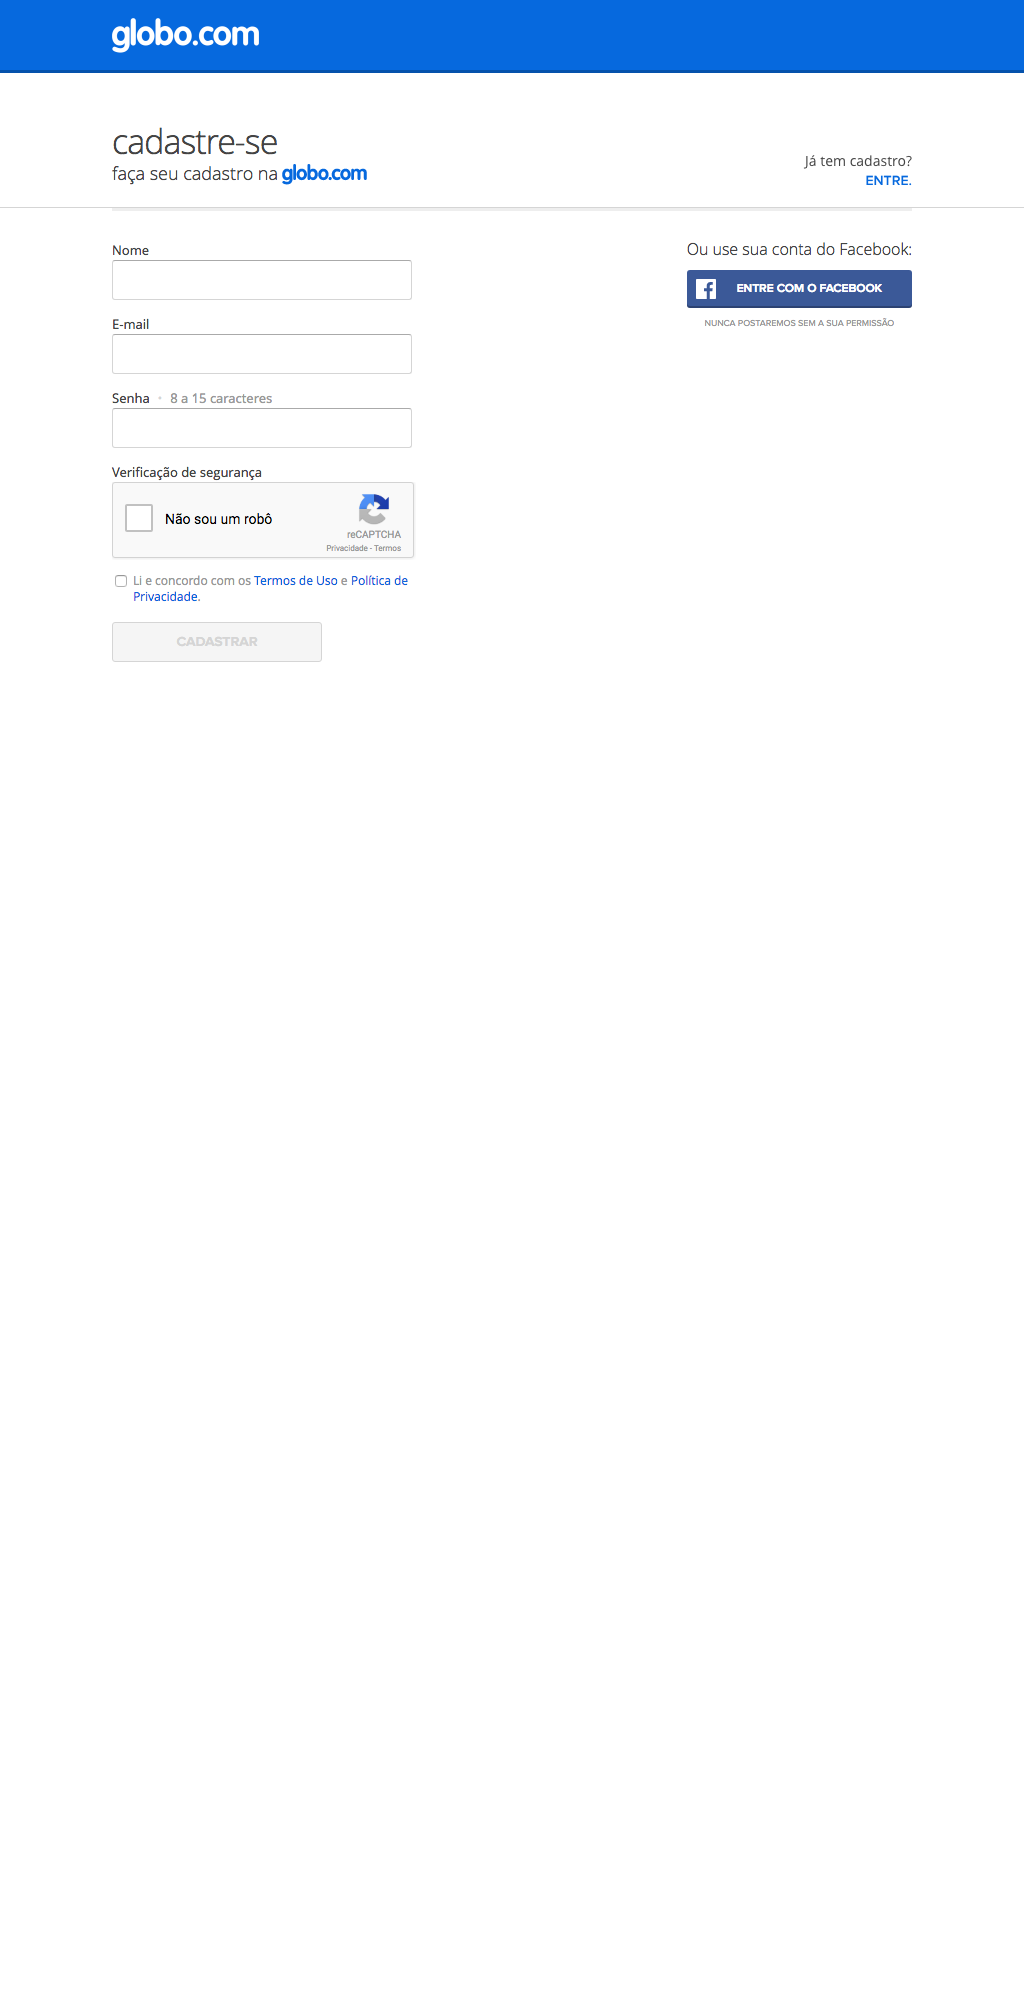 globo.com
cadastre-se
faça seu cadastro na globo.com
Já tem cadastro?
ENTRE.
Nome
E-mail
Senha • 8 a 15 caracteres
Verificação de segurança
Não sou um robô
reCAPTCHA
Privacidade - Termos
Li e concordo com os Termos de Uso e Política de
Privacidade.
CADASTRAR
Ou use sua conta do Facebook:
ENTRE COM O FACEBOOK
NUNCA POSTAREMOS SEM A SUA PERMISSÃO